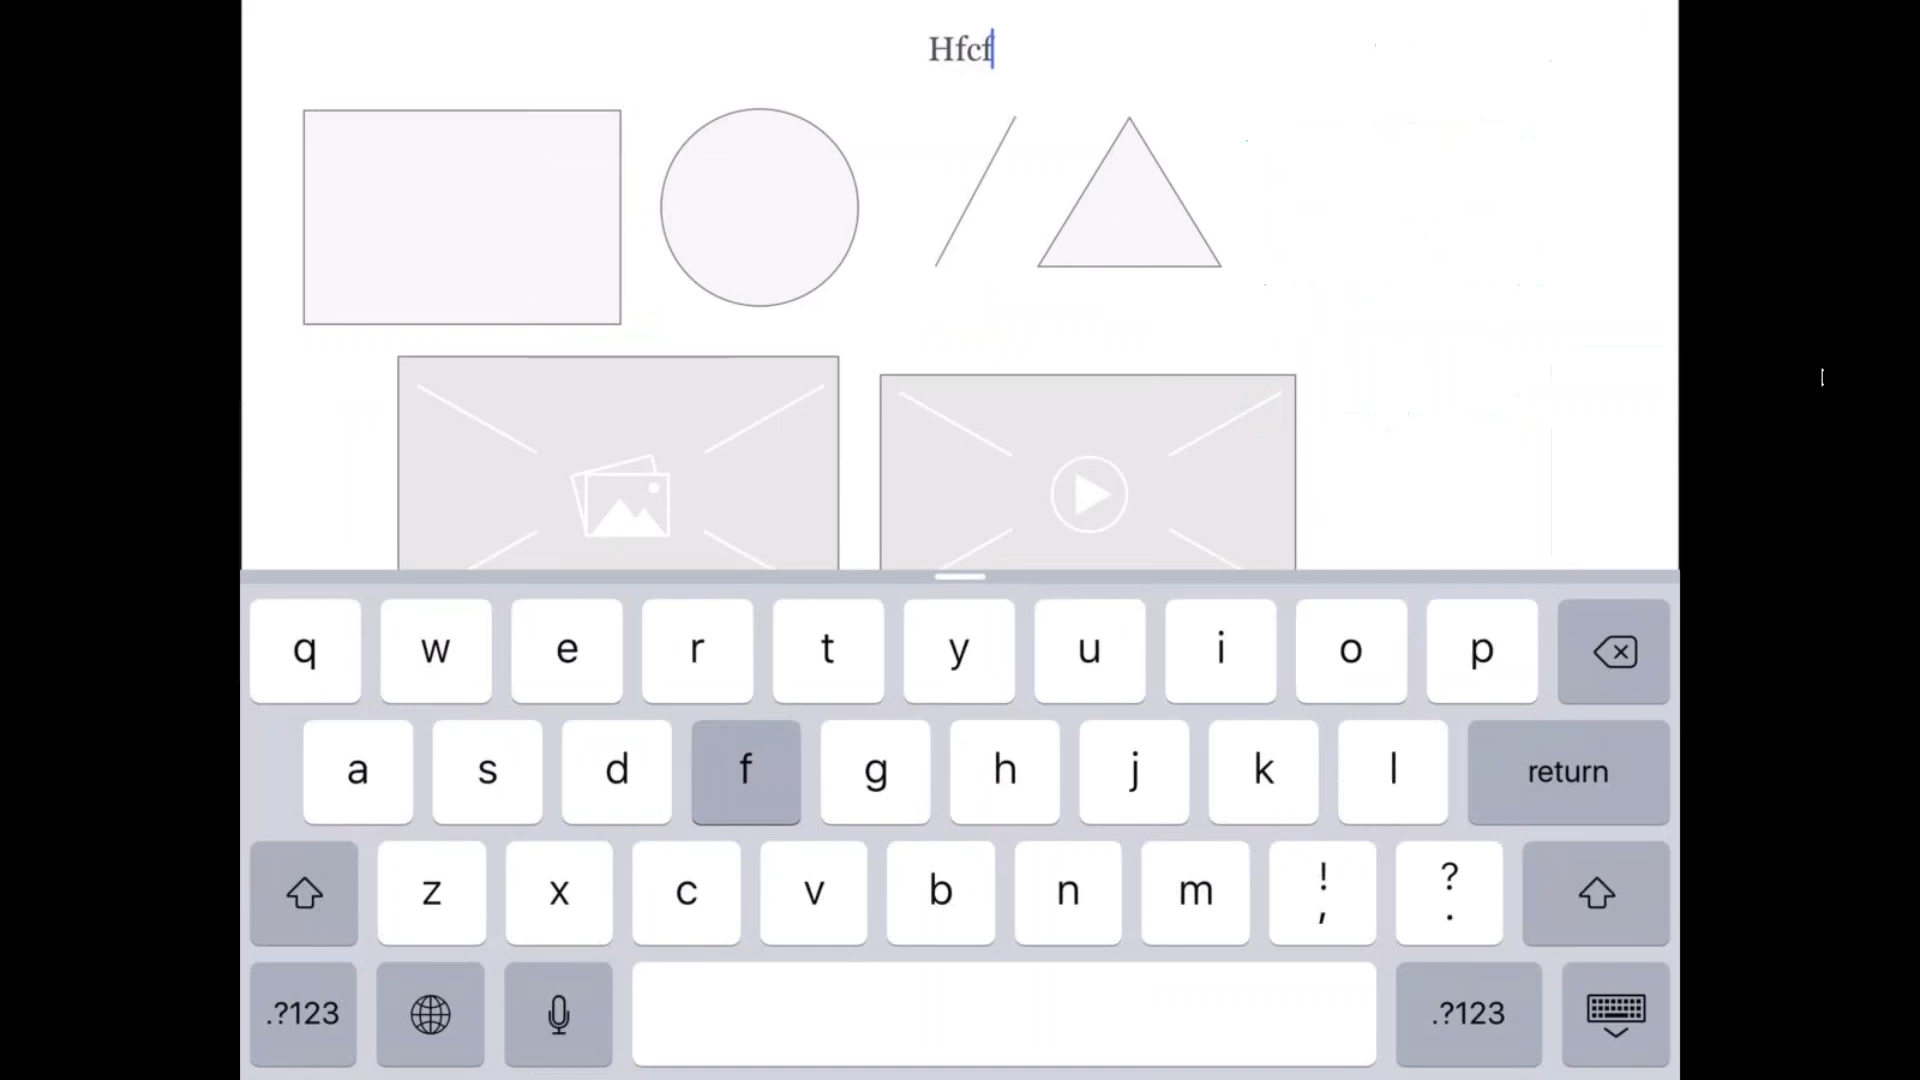 Hfcf
q w e r t y u i o p
a s d f g h j k l return
z x c v b n m ! , ? .
.?123 .?123